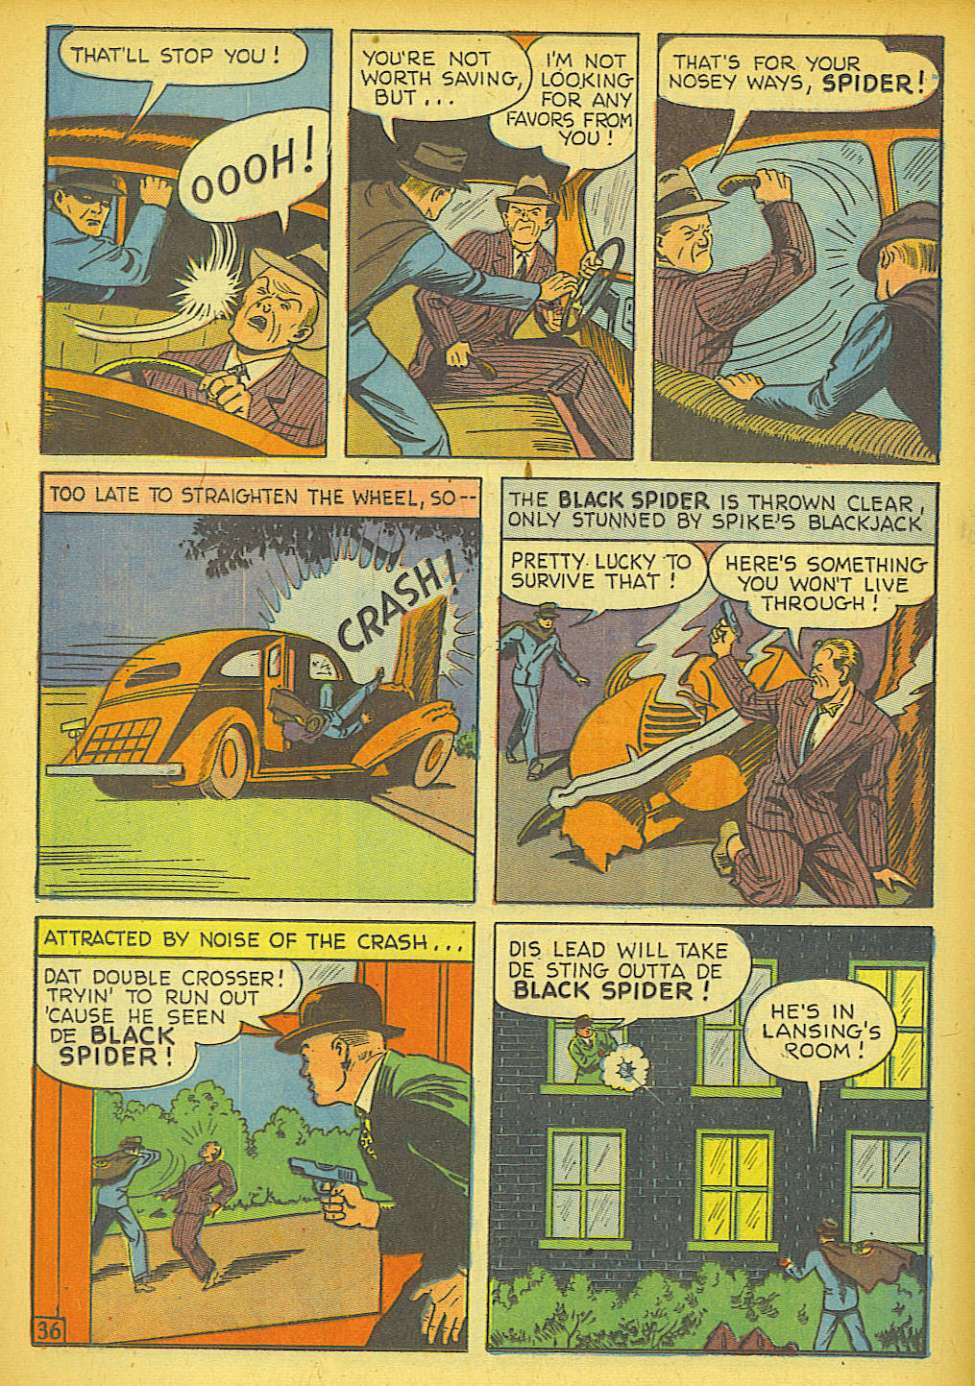 THAT'LL STOP YOU!
OOOH!
YOU'RE NOT
WORTH SAVING,
BUT...
I'M NOT
LOOKING
FOR ANY
FAVORS FROM
YOU!
THAT'S FOR YOUR
NOSEY WAYS, SPIDER!
TOO LATE TO STRAIGHTEN THE WHEEL, SO--
CRASH!
THE BLACK SPIDER IS THROWN CLEAR,
ONLY STUNNED BY SPIKE'S BLACKJACK
PRETTY LUCKY TO
SURVIVE THAT!
HERE'S SOMETHING
YOU WON'T LIVE
THROUGH!
ATTRACTED BY NOISE OF THE CRASH...
DAT DOUBLE CROSSER!
TRYIN' TO RUN OUT
'CAUSE HE SEEN
DE BLACK
SPIDER!
DIS LEAD WILL TAKE
DE STING OUTTA DE
BLACK SPIDER!
HE'S IN
LANSING'S
ROOM!
36